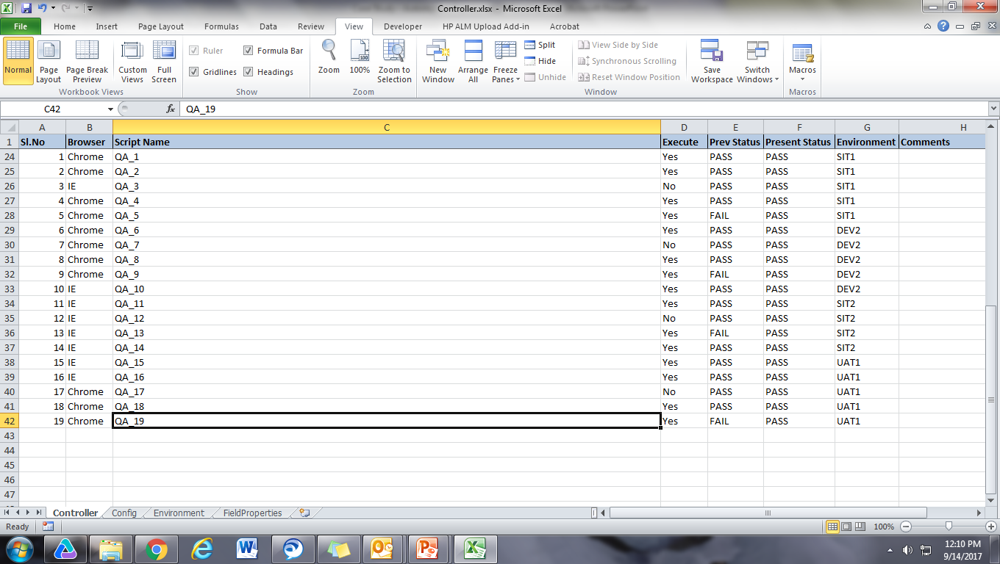 Controller.xlsx - Microsoft Excel
File Home Insert Page Layout Formulas Data Review View Developer HP ALM Upload Add-in Acrobat
Normal Page Layout Page Break Preview Custom Views Full Screen
Workbook Views
Ruler Formula Bar
Gridlines Headings
Show
Zoom 100% Zoom to Selection
Zoom
New Window Arrange All Freeze Panes
Split
Hide
Unhide
View Side by Side
Synchronous Scrolling
Reset Window Position
Save Workspace Switch Windows
Window
Macros
Macros
C42 fx QA_19
A B C D E F G H
1 Sl.No Browser Script Name Execute Prev Status Present Status Environment Comments
24 1 Chrome QA_1 Yes PASS PASS SIT1
25 2 Chrome QA_2 Yes PASS PASS SIT1
26 3 IE QA_3 No PASS PASS SIT1
27 4 Chrome QA_4 Yes PASS PASS SIT1
28 5 Chrome QA_5 Yes FAIL PASS SIT1
29 6 Chrome QA_6 Yes PASS PASS DEV2
30 7 Chrome QA_7 No PASS PASS DEV2
31 8 Chrome QA_8 Yes PASS PASS DEV2
32 9 Chrome QA_9 Yes FAIL PASS DEV2
33 10 IE QA_10 Yes PASS PASS DEV2
34 11 IE QA_11 Yes PASS PASS SIT2
35 12 IE QA_12 No PASS PASS SIT2
36 13 IE QA_13 Yes FAIL PASS SIT2
37 14 IE QA_14 Yes PASS PASS SIT2
38 15 IE QA_15 Yes PASS PASS UAT1
39 16 IE QA_16 Yes PASS PASS UAT1
40 17 Chrome QA_17 No PASS PASS UAT1
41 18 Chrome QA_18 Yes PASS PASS UAT1
42 19 Chrome QA_19 Yes FAIL PASS UAT1
43
44
45
46
47
Controller Config Environment FieldProperties
Ready 100%
12:10 PM
9/14/2017